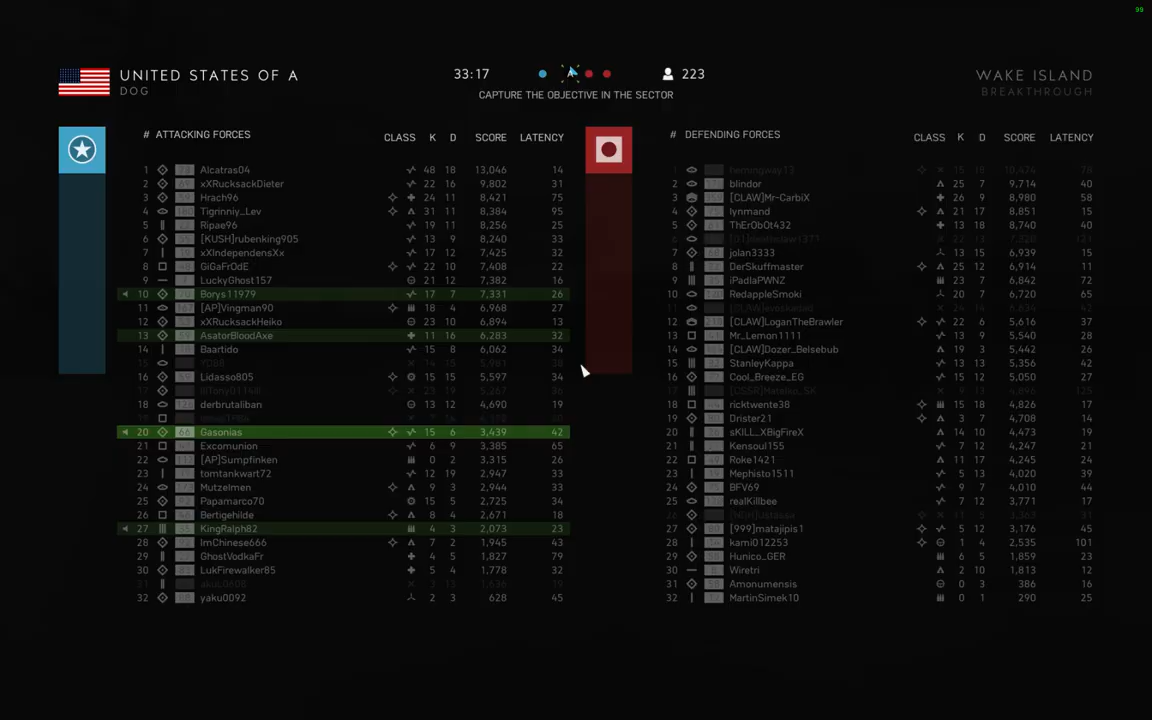 99
UNITED STATES OF A
DOG
33:17
A
223
CAPTURE THE OBJECTIVE IN THE SECTOR
WAKE ISLAND
BREAKTHROUGH
# ATTACKING FORCES CLASS K D SCORE LATENCY
1 Alcatras04 48 18 13,046 14
2 xXRucksackDieter 22 16 9,802 31
3 Hrach96 24 11 8,421 75
4 Tigrinniy_Lev 31 11 8,384 95
5 Ripae96 19 11 8,256 25
6 [KUSH]rubenking905 13 9 8,240 33
7 xXIndependensXx 17 12 7,425 32
8 GiGaFrOdE 22 10 7,408 22
9 LuckyGhost157 21 12 7,382 16
10 Borys11979 17 7 7,331 26
11 [AP]Vingman90 18 4 6,968 27
12 xXRucksackHeiko 23 10 6,894 13
13 AsatorBloodAxe 11 16 6,283 32
14 Baartido 15 8 6,062 34
15
16 Lidasso805 15 15 5,597 34
17
18 derbrutaliban 13 12 4,690 19
20 66 Gasonias 15 6 3,439 42
21 Excomunion 6 9 3,385 65
22 [AP]Sumpfinken 0 2 3,315 26
23 tomtankwart72 12 19 2,947 33
24 Mutzelmen 9 3 2,944 33
25 Papamarco70 15 5 2,725 34
26 Bertigehilde 8 4 2,671 18
27 KingRalph82 4 3 2,073 23
28 ImChinese666 7 2 1,945 43
29 GhostVodkaFr 4 5 1,827 79
30 LukFirewalker85 5 4 1,778 32
31
32 yaku0092 2 3 628 45
# DEFENDING FORCES CLASS K D SCORE LATENCY
1 hemingway13 15 18 10,474 78
2 blindor 25 7 9,714 40
3 [CLAW]Mr-CarbiX 26 9 8,980 58
4 lynmand 21 17 8,851 15
5 ThEr0bOt432 13 18 8,740 40
7 jolan3333 13 15 6,939 15
8 DerSkuffmaster 25 12 6,914 11
9 iPadlaPWNZ 23 7 6,842 72
10 RedappleSmoki 20 7 6,720 65
12 [CLAW]LoganTheBrawler 22 6 5,616 37
13 Mr_Lemon1111 13 9 5,540 28
14 [CLAW]Dozer_Belsebub 19 3 5,442 26
15 StanleyKappa 13 13 5,356 42
16 Cool_Breeze_EG 15 12 5,050 27
18 ricktwente38 15 18 4,826 17
19 Drister21 3 7 4,708 14
20 sKILL_XBigFireX 14 10 4,473 19
21 Kensoul155 7 12 4,247 21
22 Roke1421 11 17 4,245 24
23 Mephisto1511 5 13 4,020 39
24 BFV69 9 7 4,010 44
25 realKillbee 7 12 3,771 17
27 [999]matajipis1 5 12 3,176 45
28 kami012253 1 4 2,535 101
29 Hunico_GER 6 5 1,859 23
30 Wiretri 2 10 1,813 12
31 Amonumensis 0 3 386 16
32 MartinSimek10 0 1 290 25